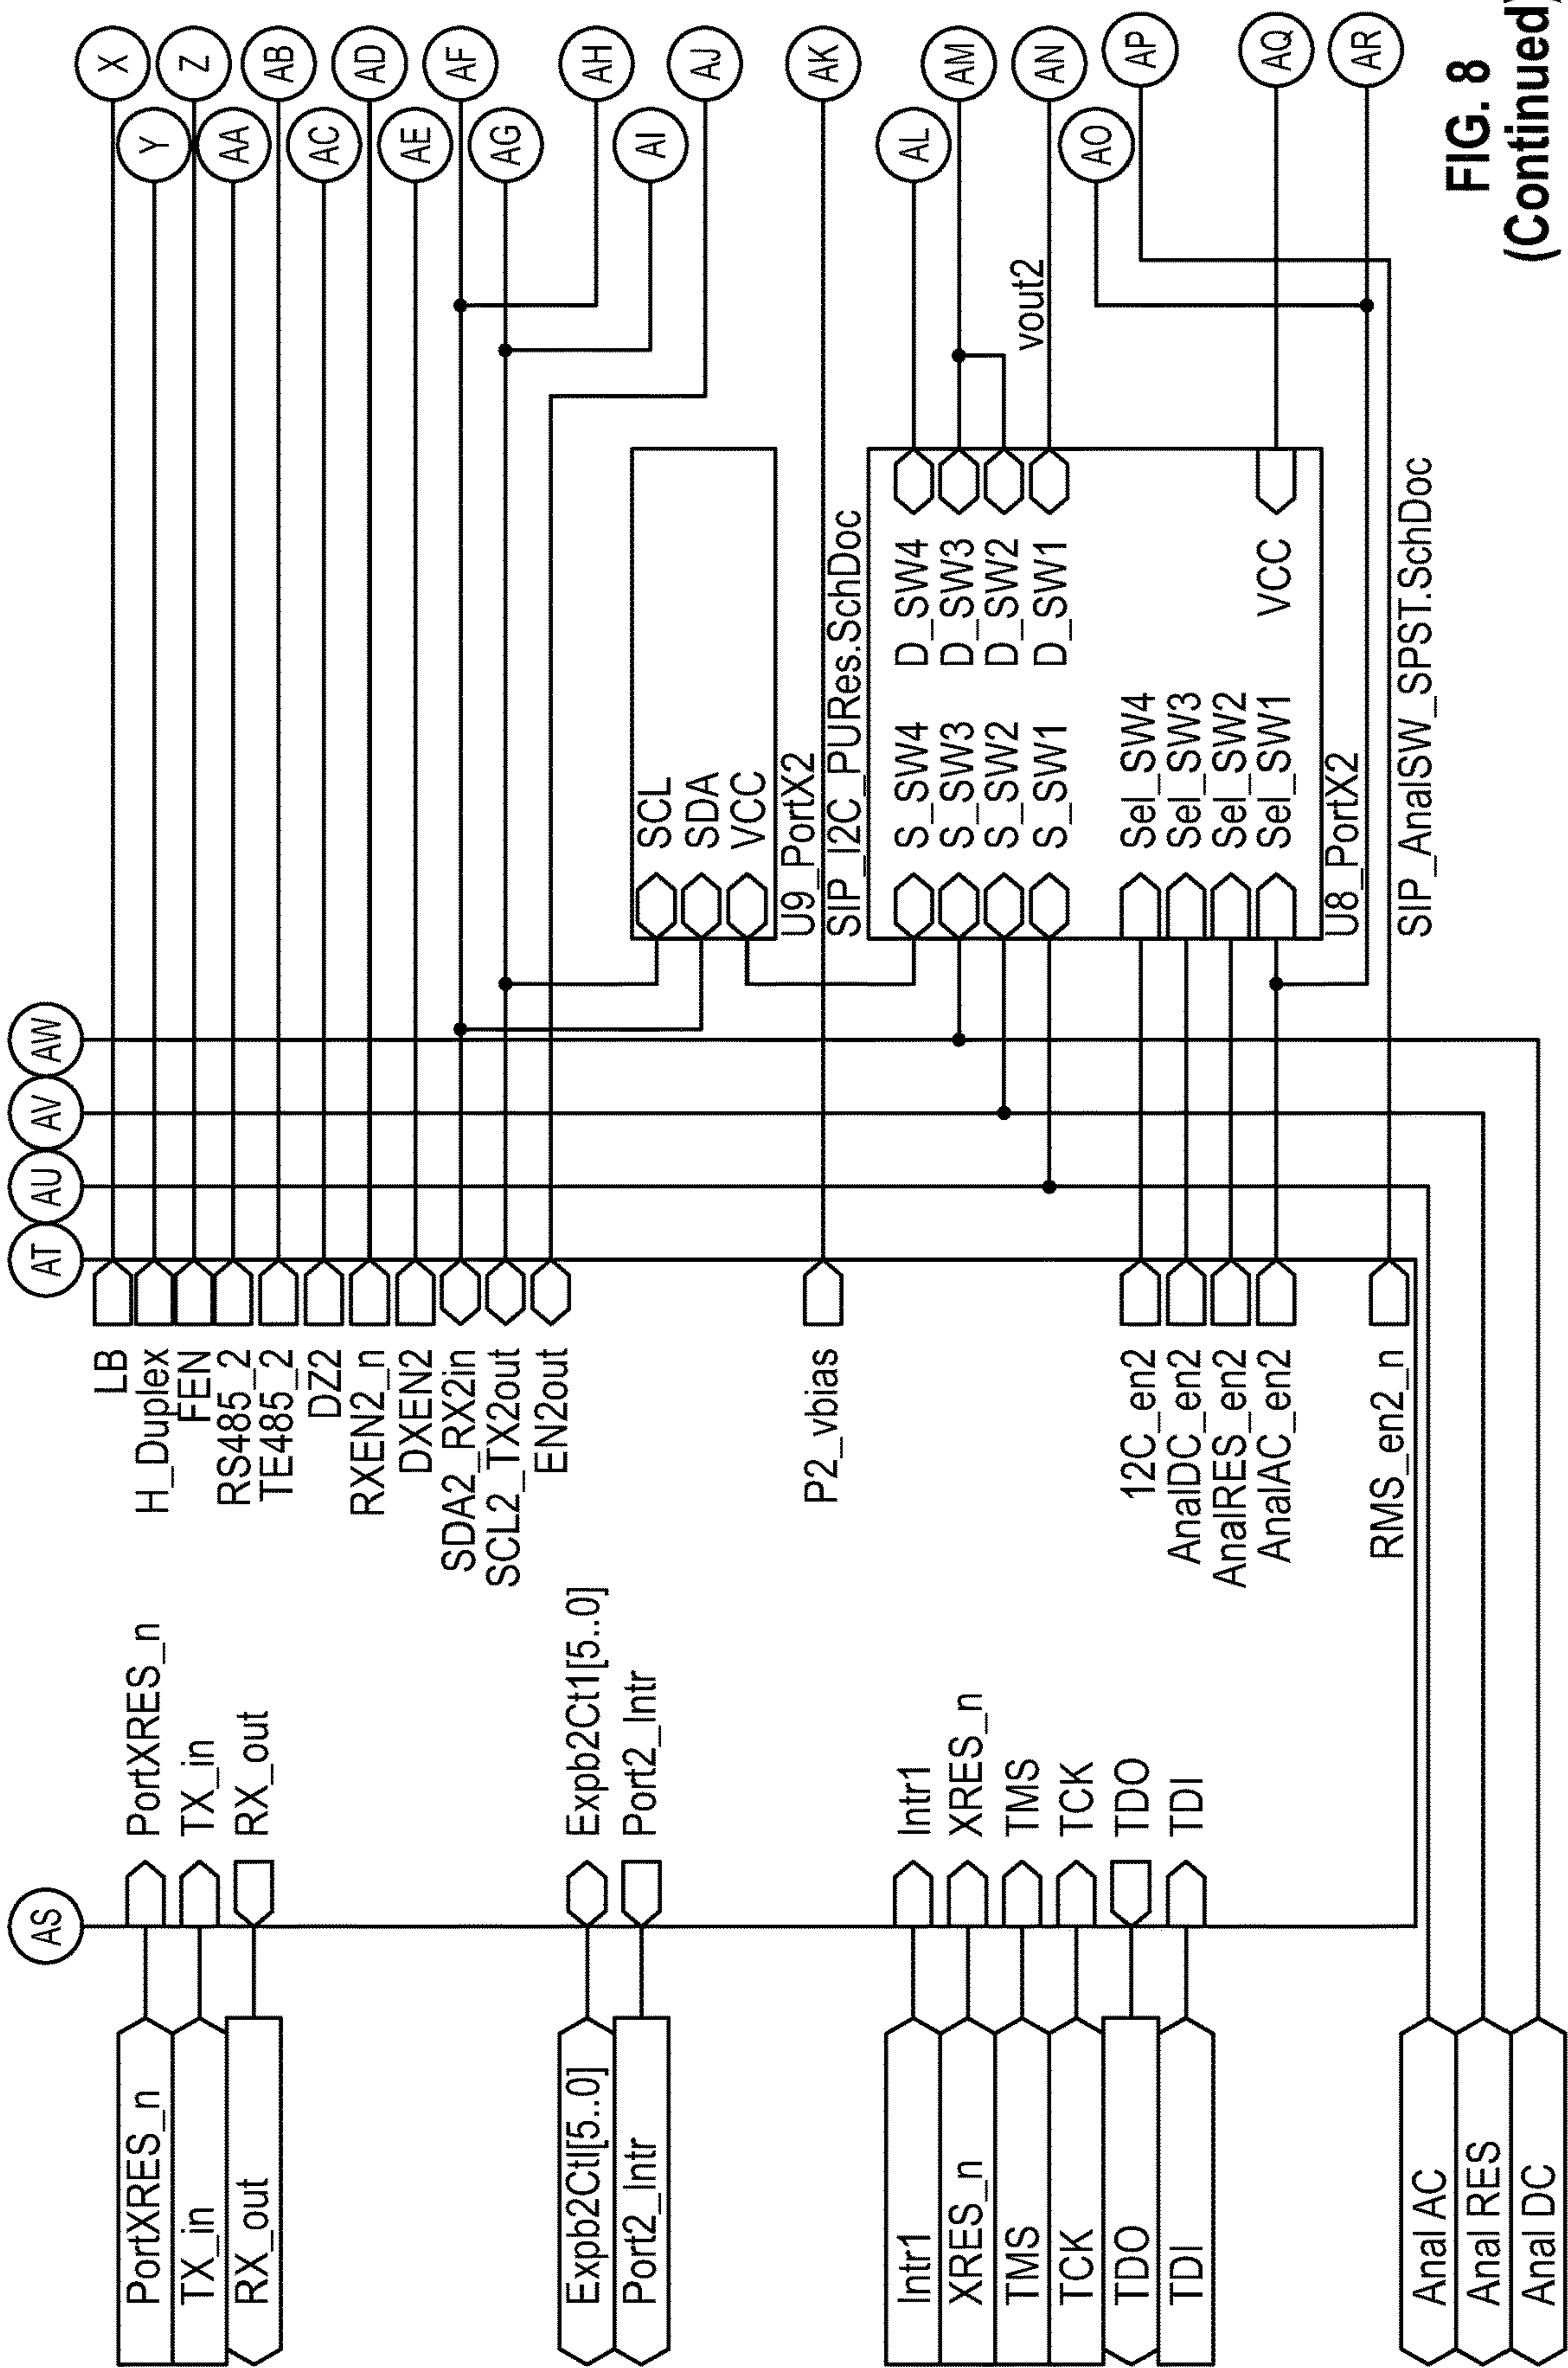 AS
AT
AU
AV
AW
PortXRES_n
TX_in
RX_out
Expb2Ctl[5..0]
Port2_Intr
Intr1
XRES_n
TMS
TCK
TDO
TDI
Anal AC
Anal RES
Anal DC
PortXRES_n
TX_in
RX_out
Expb2Ct1[5..0]
Port2_Intr
Intr1
XRES_n
TMS
TCK
TDO
TDI
LB
H_Duplex
FEN
RS485_2
TE485_2
DZ2
RXEN2_n
DXEN2
SDA2_RX2in
SCL2_TX2out
EN2out
P2_vbias
12C_en2
AnalDC_en2
AnalRES_en2
AnalAC_en2
RMS_en2_n
SCL
SDA
VCC
U9_PortX2
SIP_I2C_PURes.SchDoc
S_SW4 D_SW4
S_SW3 D_SW3
S_SW2 D_SW2
S_SW1 D_SW1
Sel_SW4
Sel_SW3
Sel_SW2
Sel_SW1 VCC
U8_PortX2
SIP_AnalSW_SPST.SchDoc
vout2
X
Y
Z
AA
AB
AC
AD
AE
AF
AG
AH
AI
AJ
AK
AL
AM
AN
AO
AP
AQ
AR
FIG. 8
(Continued)